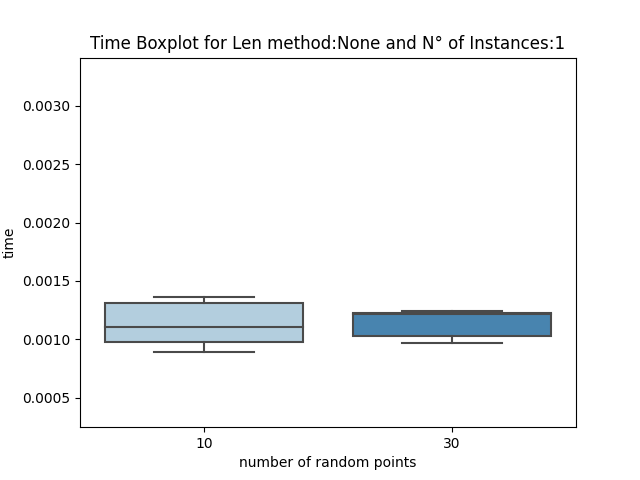 Time Boxplot for Len method:None and N° of Instances:1
0.0030
0.0025
0.0020
0.0015
0.0010
0.0005
time
10
30
number of random points